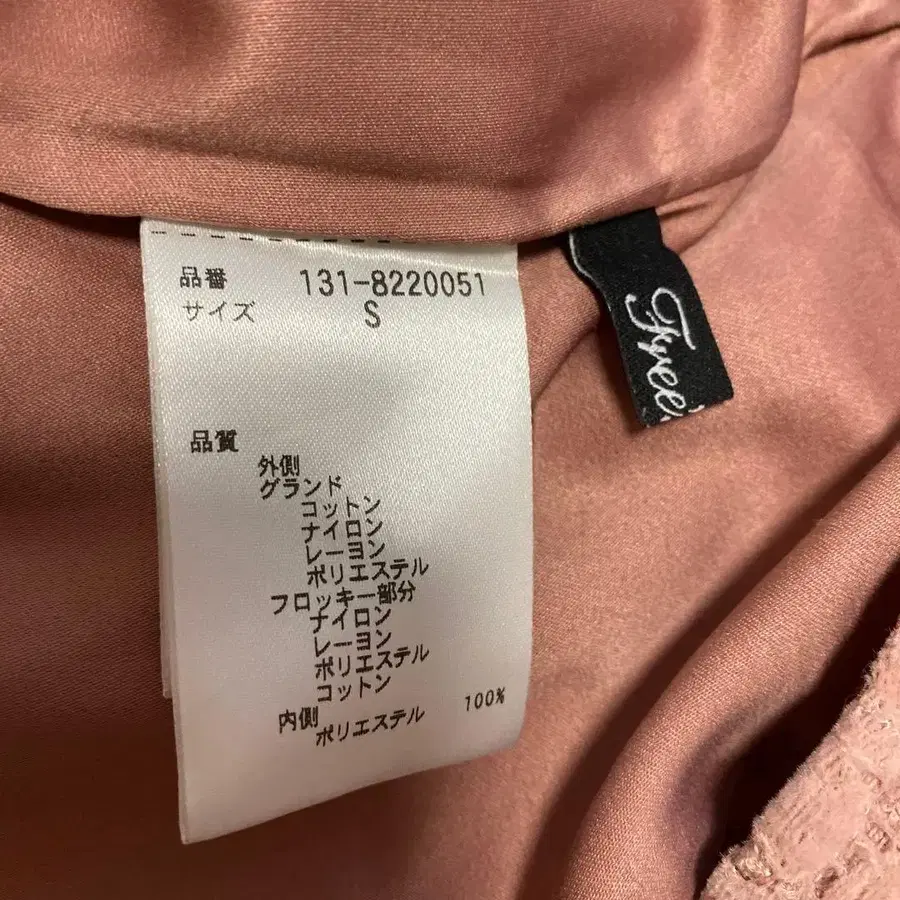 品番 131-8220051
サイズ S
品質
外側
グランド
コットン
ナイロン
レーヨン
ポリエステル
フロッキー部分
ナイロン
レーヨン
ポリエステル
コットン
内側
ポリエステル 100%